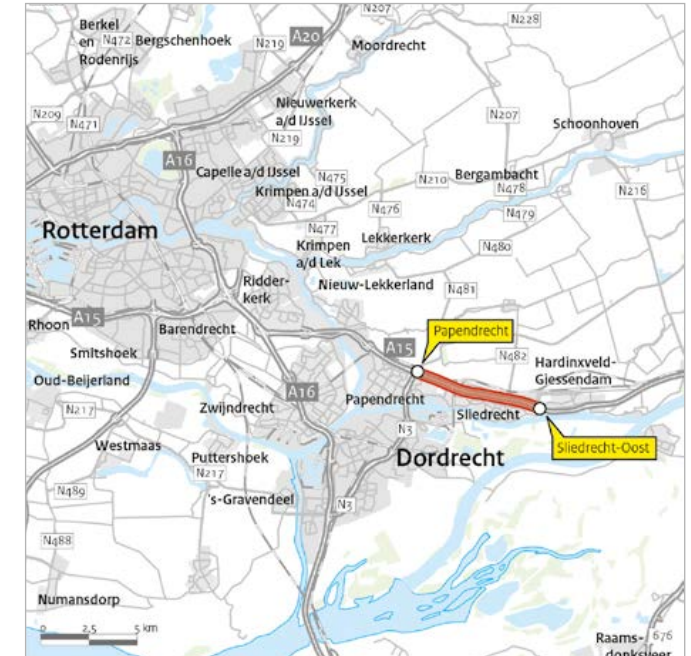 Berkel
en
Rodenrijs
N472
Bergschenhoek
N219
A20
N207
Moordrecht
N228
N209
N471
Nieuwerkerk
a/d IJssel
N219
N207
Schoonhoven
A16
Capelle a/d IJssel
N475
Krimpen a/d IJssel
N474
N210
Bergambacht
N478
N216
N476
N479
N477
Rotterdam
Krimpen
a/d Lek
Lekkerkerk
N480
Ridder-
kerk
Nieuw-Lekkerland
N481
Rhoon
A15
Barendrecht
Papendrecht
A15
N482
Smitshoek
Hardinxveld-
Giessendam
Oud-Beijerland
A16
Papendrecht
N217
Zwijndrecht
Sliedrecht
N3
Sliedrecht-Oost
Westmaas
Puttershoek
Dordrecht
N217
N489
's-Gravendeel
N3
N488
Numansdorp
0 2,5 5 km
Raams-
donksveer
676